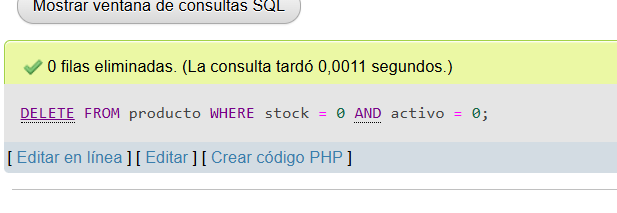 Mostrar ventana de consultas SQL
0 filas eliminadas. (La consulta tardó 0,0011 segundos.)
DELETE FROM producto WHERE stock = 0 AND activo = 0;
[ Editar en línea ] [ Editar ] [ Crear código PHP ]